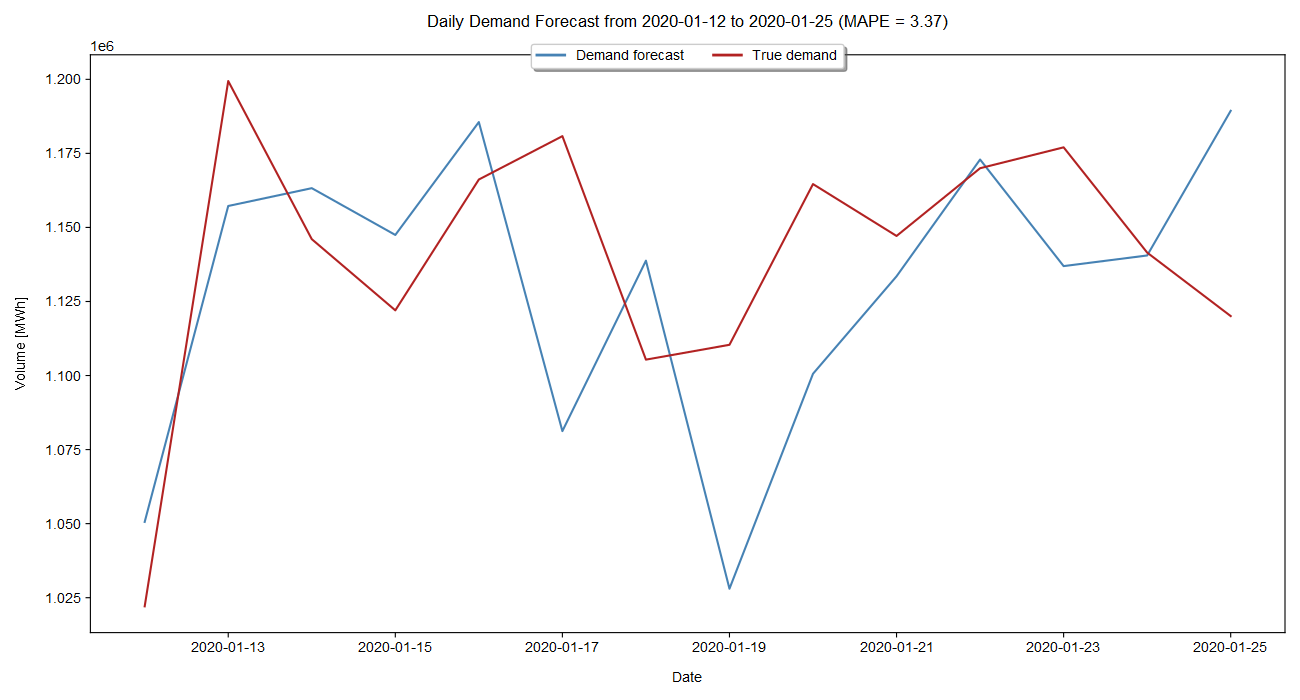 Daily Demand Forecast from 2020-01-12 to 2020-01-25 (MAPE = 3.37)
1e6
Demand forecast True demand
1.200
1.175
1.150
1.125
1.100
1.075
1.050
1.025
Volume [MWh]
2020-01-13 2020-01-15 2020-01-17 2020-01-19 2020-01-21 2020-01-23 2020-01-25
Date